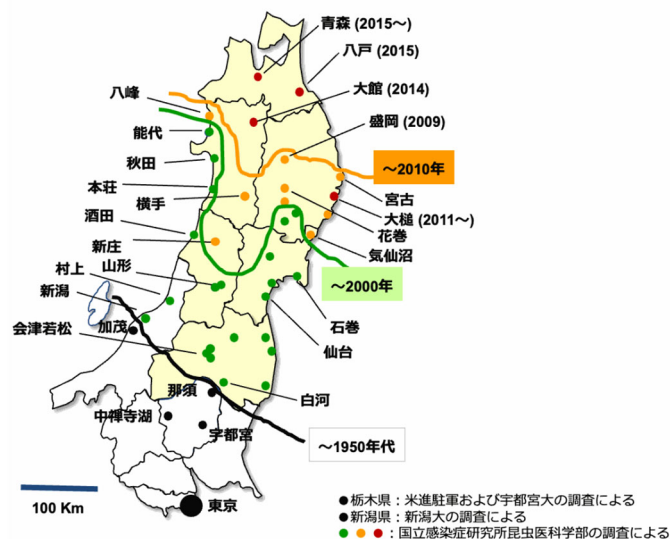 青森 (2015～)
八戸 (2015)
大館 (2014)
八峰
盛岡 (2009)
能代
～2010年
秋田
宮古
本荘
横手
大槌 (2011～)
花巻
酒田
新庄
気仙沼
山形
村上
～2000年
新潟
石巻
加茂
会津若松
仙台
那須
白河
中禅寺湖
宇都宮
～1950年代
100 Km
東京
●栃木県：米進駐軍および宇都宮大の調査による
●新潟県：新潟大の調査による
●●●：国立感染症研究所昆虫医科学部の調査による